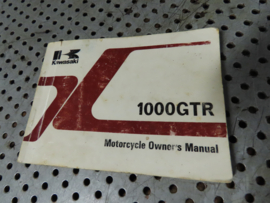 Kawasaki
1000GTR
Motorcycle Owner's Manual